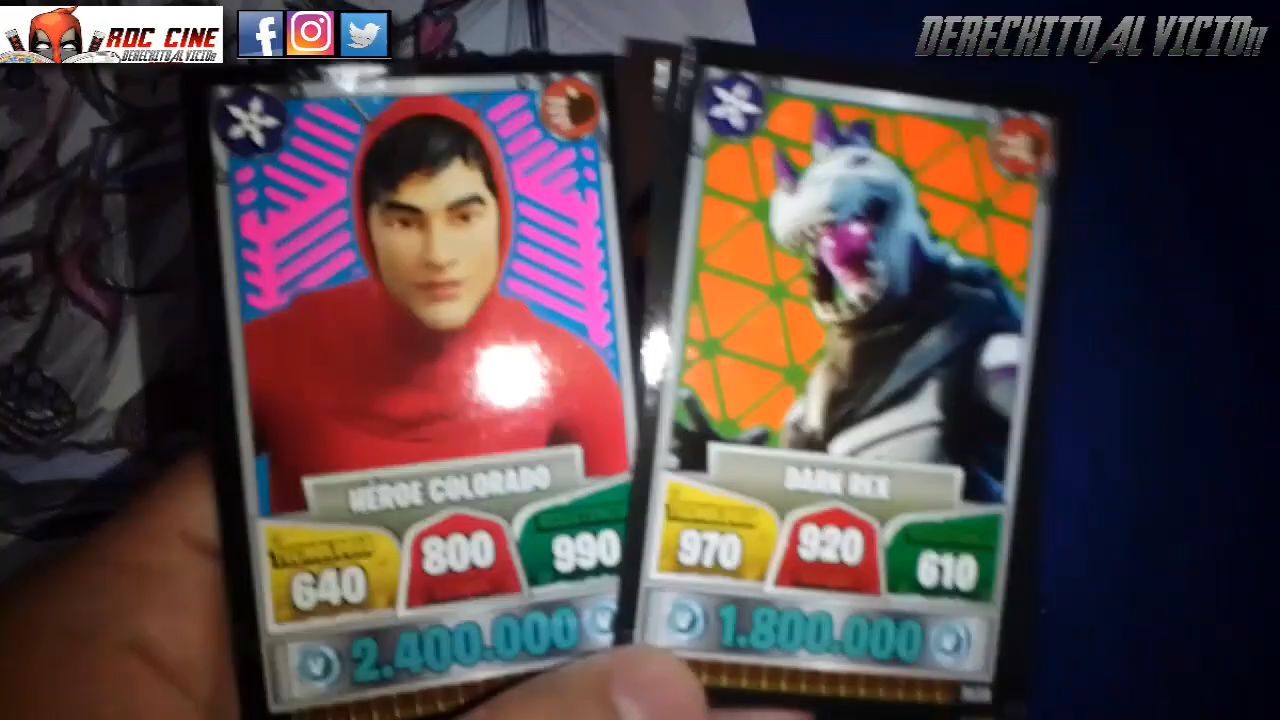 ROC CINE
DERECHITO AL VICIO!!
DERECHITO AL VICIO!!
HÉROE COLORADO
640
800
990
2.400.000
DARK REX
970
920
610
1.800.000